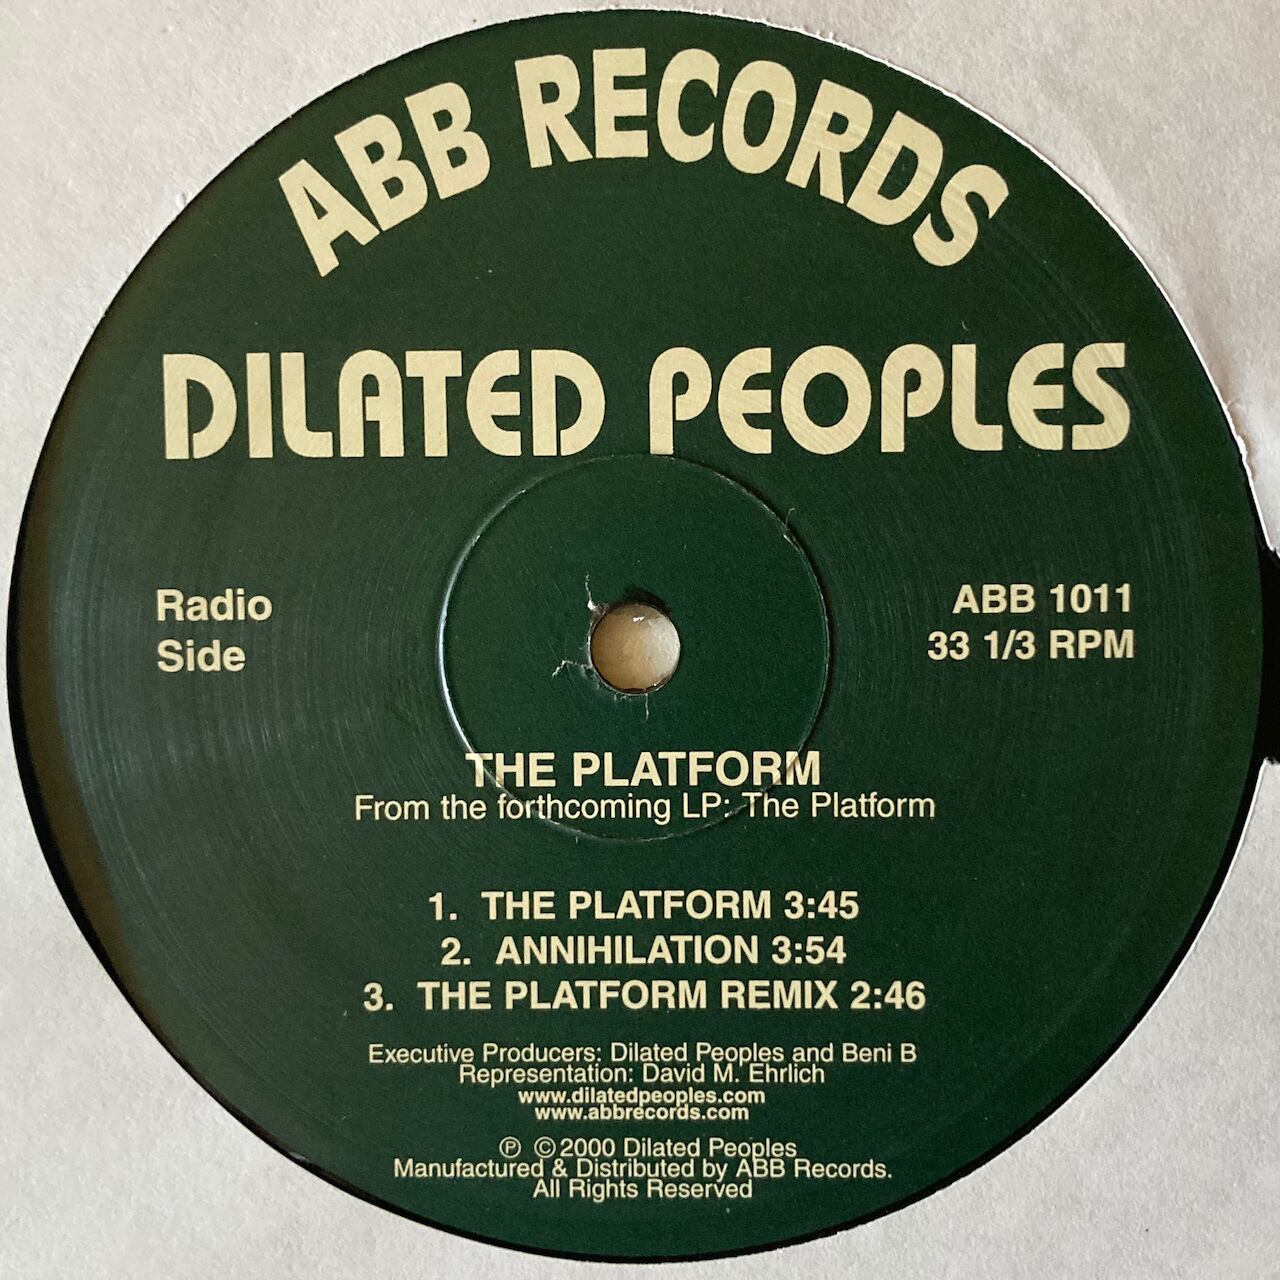 ABB RECORDS
DILATED PEOPLES
Radio
Side
ABB 1011
33 1/3 RPM
THE PLATFORM
From the forthcoming LP: The Platform
1. THE PLATFORM 3:45
2. ANNIHILATION 3:54
3. THE PLATFORM REMIX 2:46
Executive Producers: Dilated Peoples and Beni B
Representation: David M. Ehrlich
www.dilatedpeoples.com
www.abbrecords.com
℗ ©2000 Dilated Peoples
Manufactured & Distributed by ABB Records.
All Rights Reserved